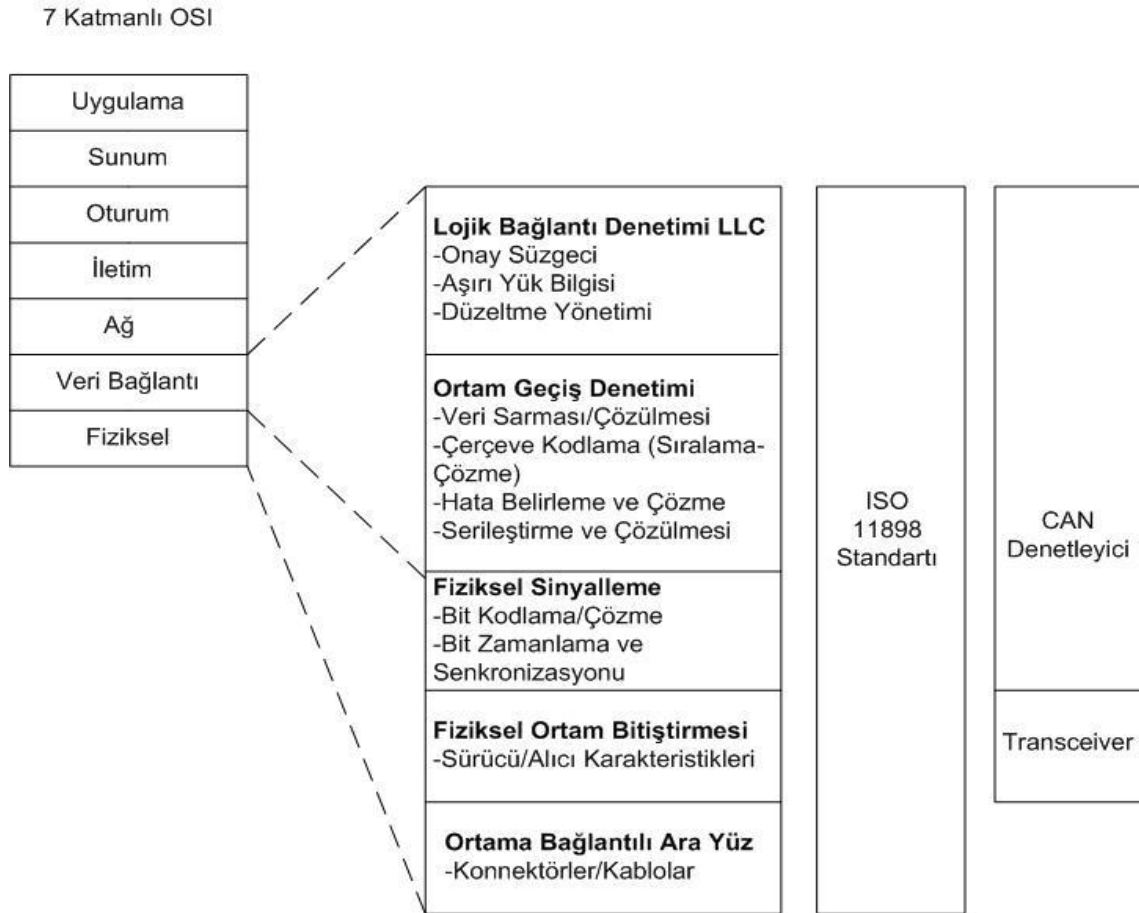 7 Katmanlı OSI
Uygulama
Sunum
Oturum
İletim
Ağ
Veri Bağlantı
Fiziksel
Lojik Bağlantı Denetimi LLC
-Onay Süzgeci
-Aşırı Yük Bilgisi
-Düzeltme Yönetimi
Ortam Geçiş Denetimi
-Veri Sarması/Çözülmesi
-Çerçeve Kodlama (Sıralama-
Çözme)
-Hata Belirleme ve Çözme
-Serileştirme ve Çözülmesi
Fiziksel Sinyalleme
-Bit Kodlama/Çözme
-Bit Zamanlama ve
Senkronizasyonu
Fiziksel Ortam Bitiştirmesi
-Sürücü/Alıcı Karakteristikleri
Ortama Bağlantılı Ara Yüz
-Konnektörler/Kablolar
ISO
11898
Standartı
CAN
Denetleyici
Transceiver